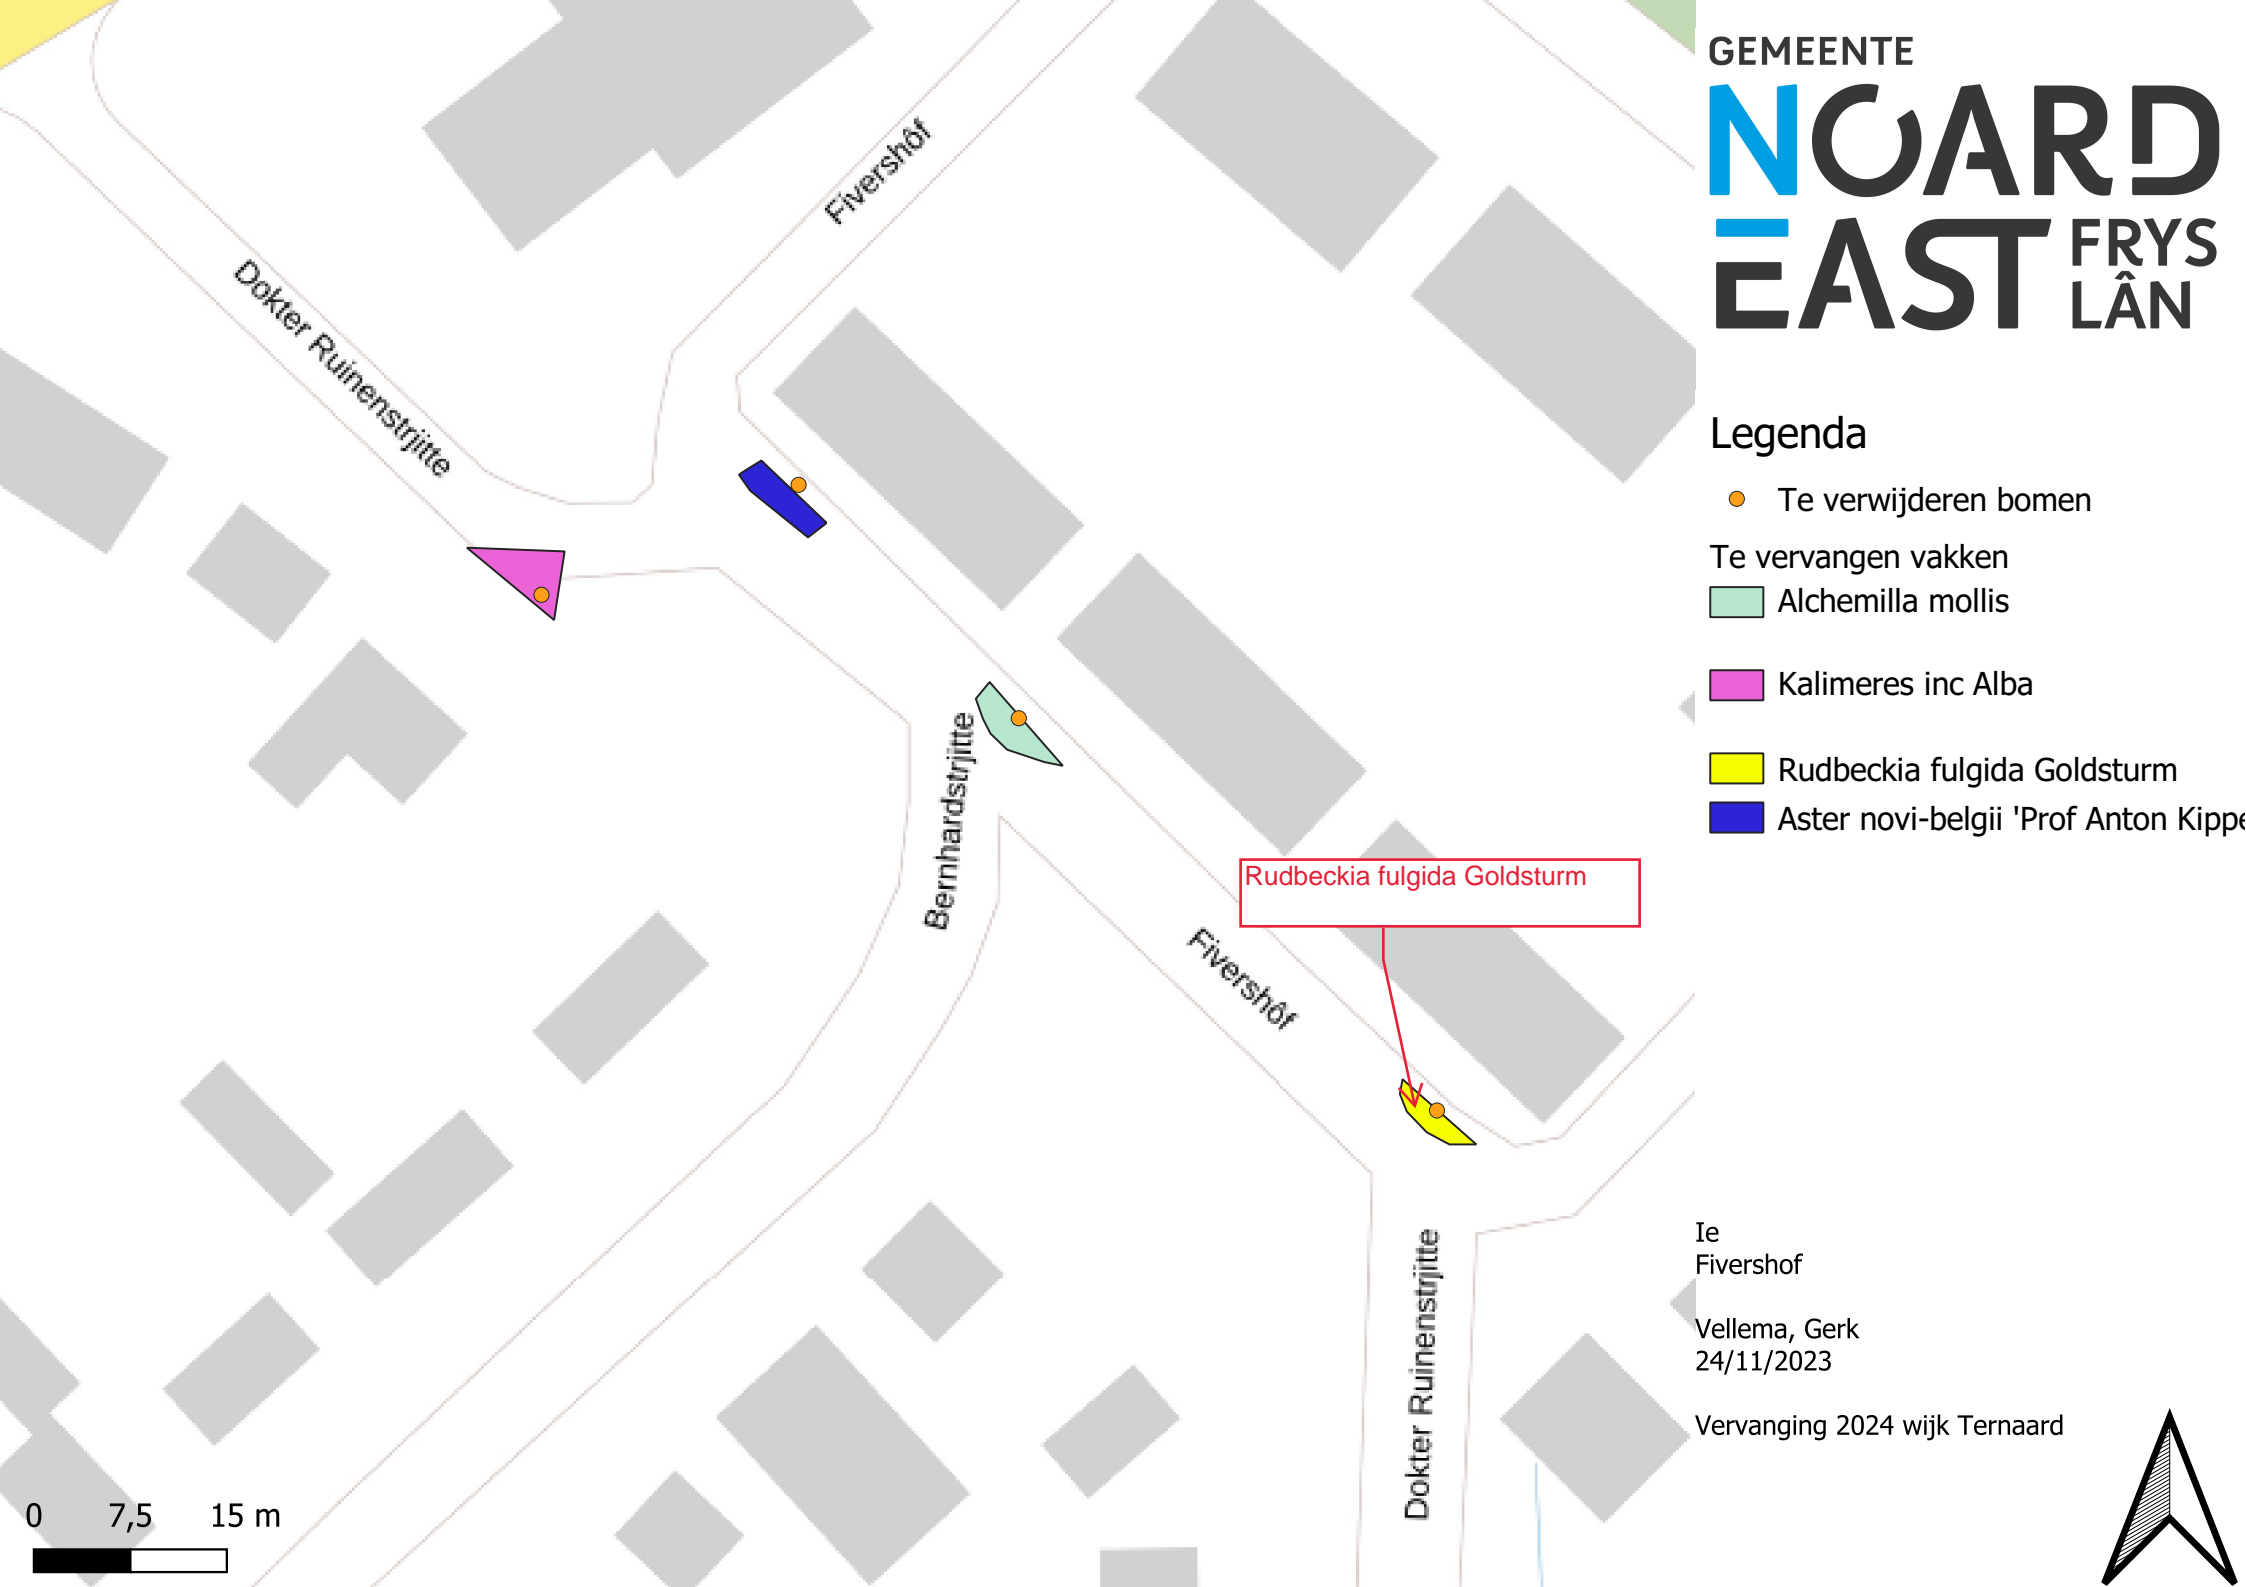 GEMEENTE
NOARD
EAST FRYS
LÂN
Fivershôf
Dokter Ruinenstrjitte
Bernhardstrjitte
Rudbeckia fulgida Goldsturm
Fivershôf
Dokter Ruinenstrjitte
0 7,5 15 m
Legenda
Te verwijderen bomen
Te vervangen vakken
Alchemilla mollis
Kalimeres inc Alba
Rudbeckia fulgida Goldsturm
Aster novi-belgii 'Prof Anton Kippe
Ie
Fivershof
Vellema, Gerk
24/11/2023
Vervanging 2024 wijk Ternaard